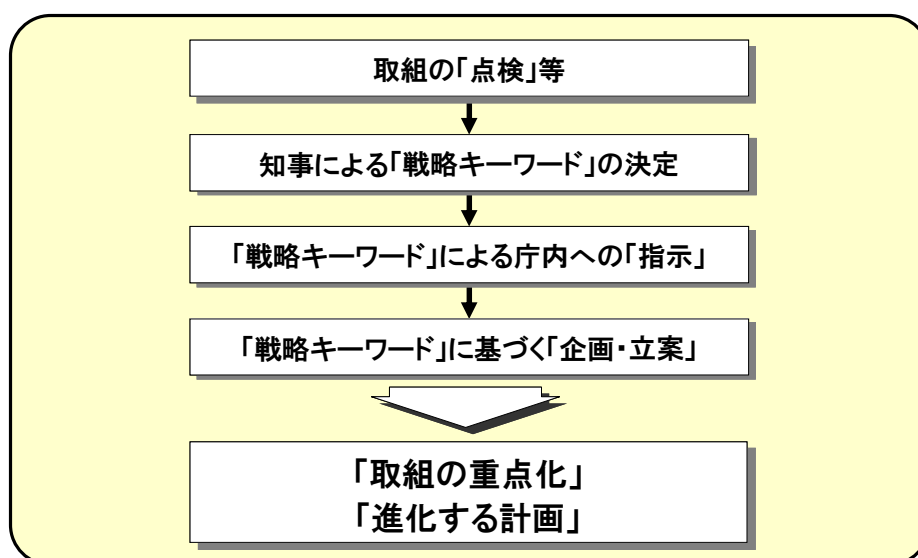 取組の「点検」等
知事による「戦略キーワード」の決定
「戦略キーワード」による庁内への「指示」
「戦略キーワード」に基づく「企画・立案」
「取組の重点化」
「進化する計画」